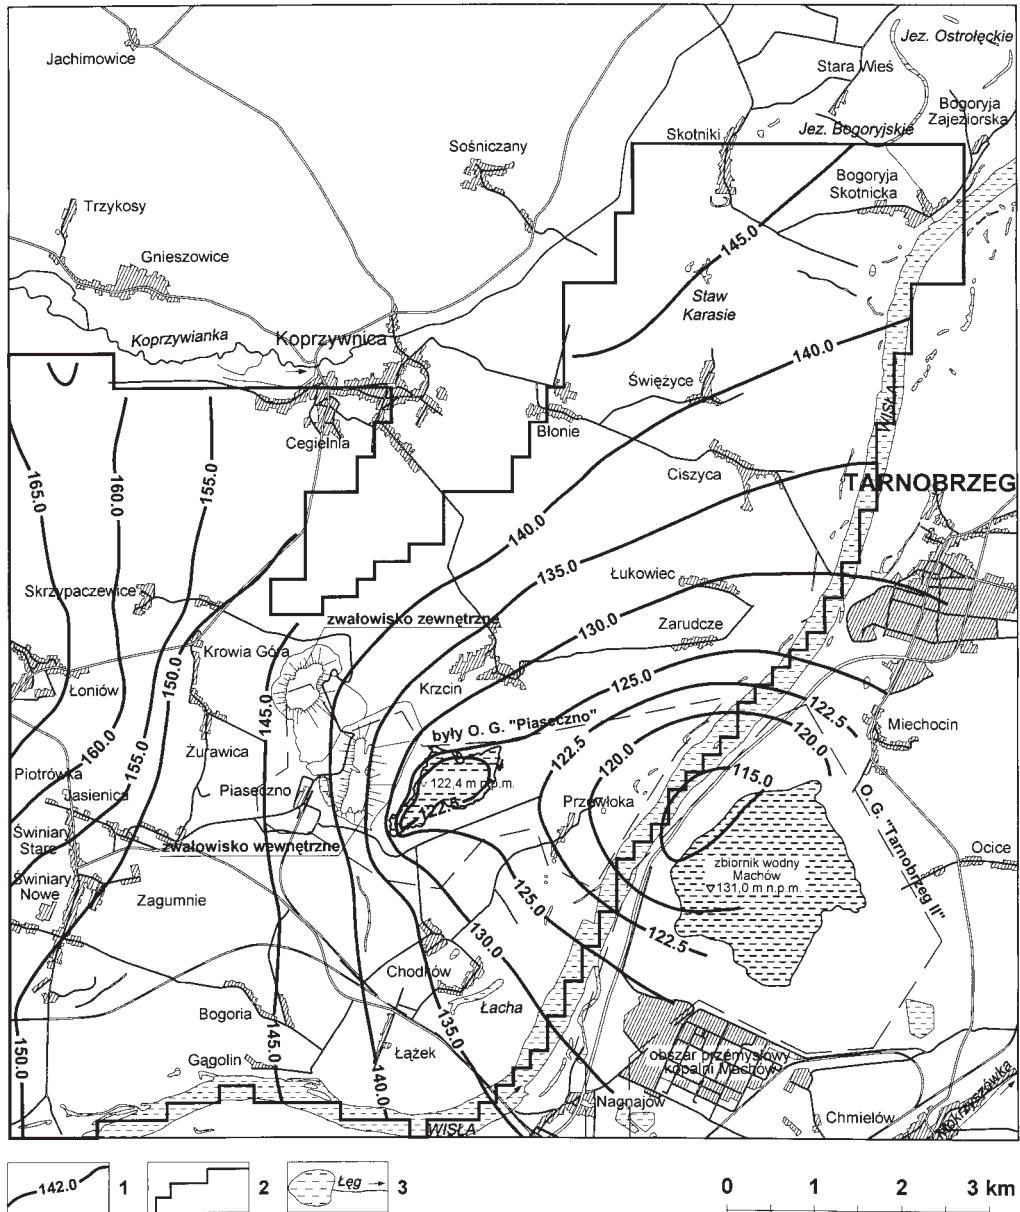 Jez. Ostrołęckie
Jachimowice
Stara Wieś
Bogoryja
Zajeziorska
Skotniki
Jez. Bogoryjskie
Sośniczany
Bogoryja
Skotnicka
Trzykosy
145.0
Gnieszowice
Staw
Karasie
Koprzywianka
Koprzywnica
140.0
Świężyce
WISŁA
Błonie
Cegielnia
Ciszyca
TARNOBRZEG
165.0
160.0
155.0
140.0
135.0
Łukowiec
Skrzypaczewice
zwałowisko zewnętrzne
130.0
Zarudcze
Krowia Góra
150.0
Łoniów
Krzcin
125.0
145.0
były O. G. "Piaseczno"
122.5
Miechocin
160.0
Żurawica
122.5
120.0
120.0
155.0
Piotrówka
Jasienica
Piaseczno
122,4 m n.p.m.
115.0
122.5
Przewłoka
O. G. "Tarnobrzeg II"
Świniary
Stare
zwałowisko wewnętrzne
zbiornik wodny
Machów
131,0 m n.p.m.
Ocice
Świniary
Nowe
Zagumnie
125.0
130.0
122.5
Chodków
Łacha
Bogoria
135.0
145.0
150.0
Gągolin
Łążek
140.0
obszar przemysłowy
kopalni Machów
Nagnajów
Chmielów
Mokrzyszówka
WISŁA
142.0 1
2
Łęg 3
0 1 2 3 km